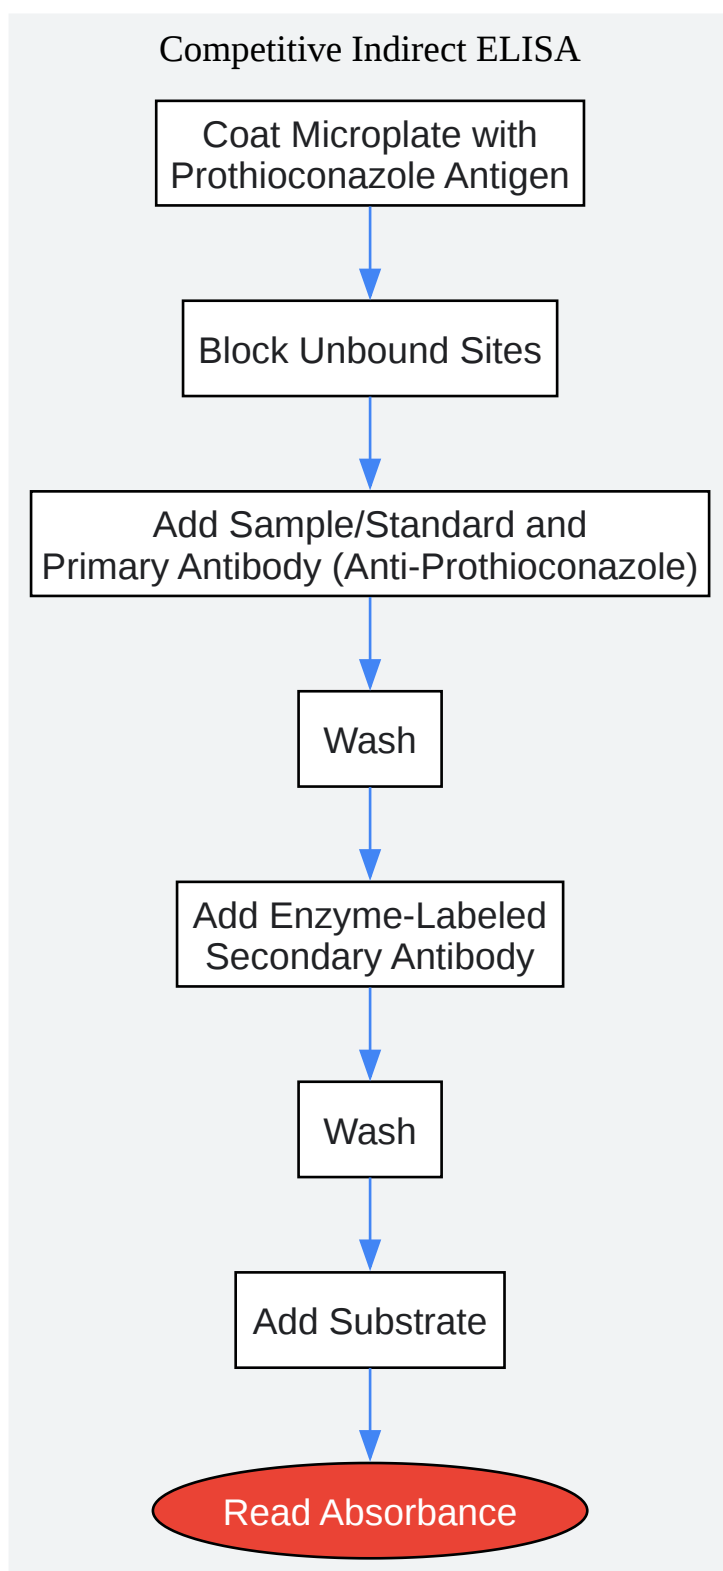 Competitive Indirect ELISA
Coat Microplate with
Prothioconazole Antigen
Block Unbound Sites
Add Sample/Standard and
Primary Antibody (Anti-Prothioconazole)
Wash
Add Enzyme-Labeled
Secondary Antibody
Wash
Add Substrate
Read Absorbance